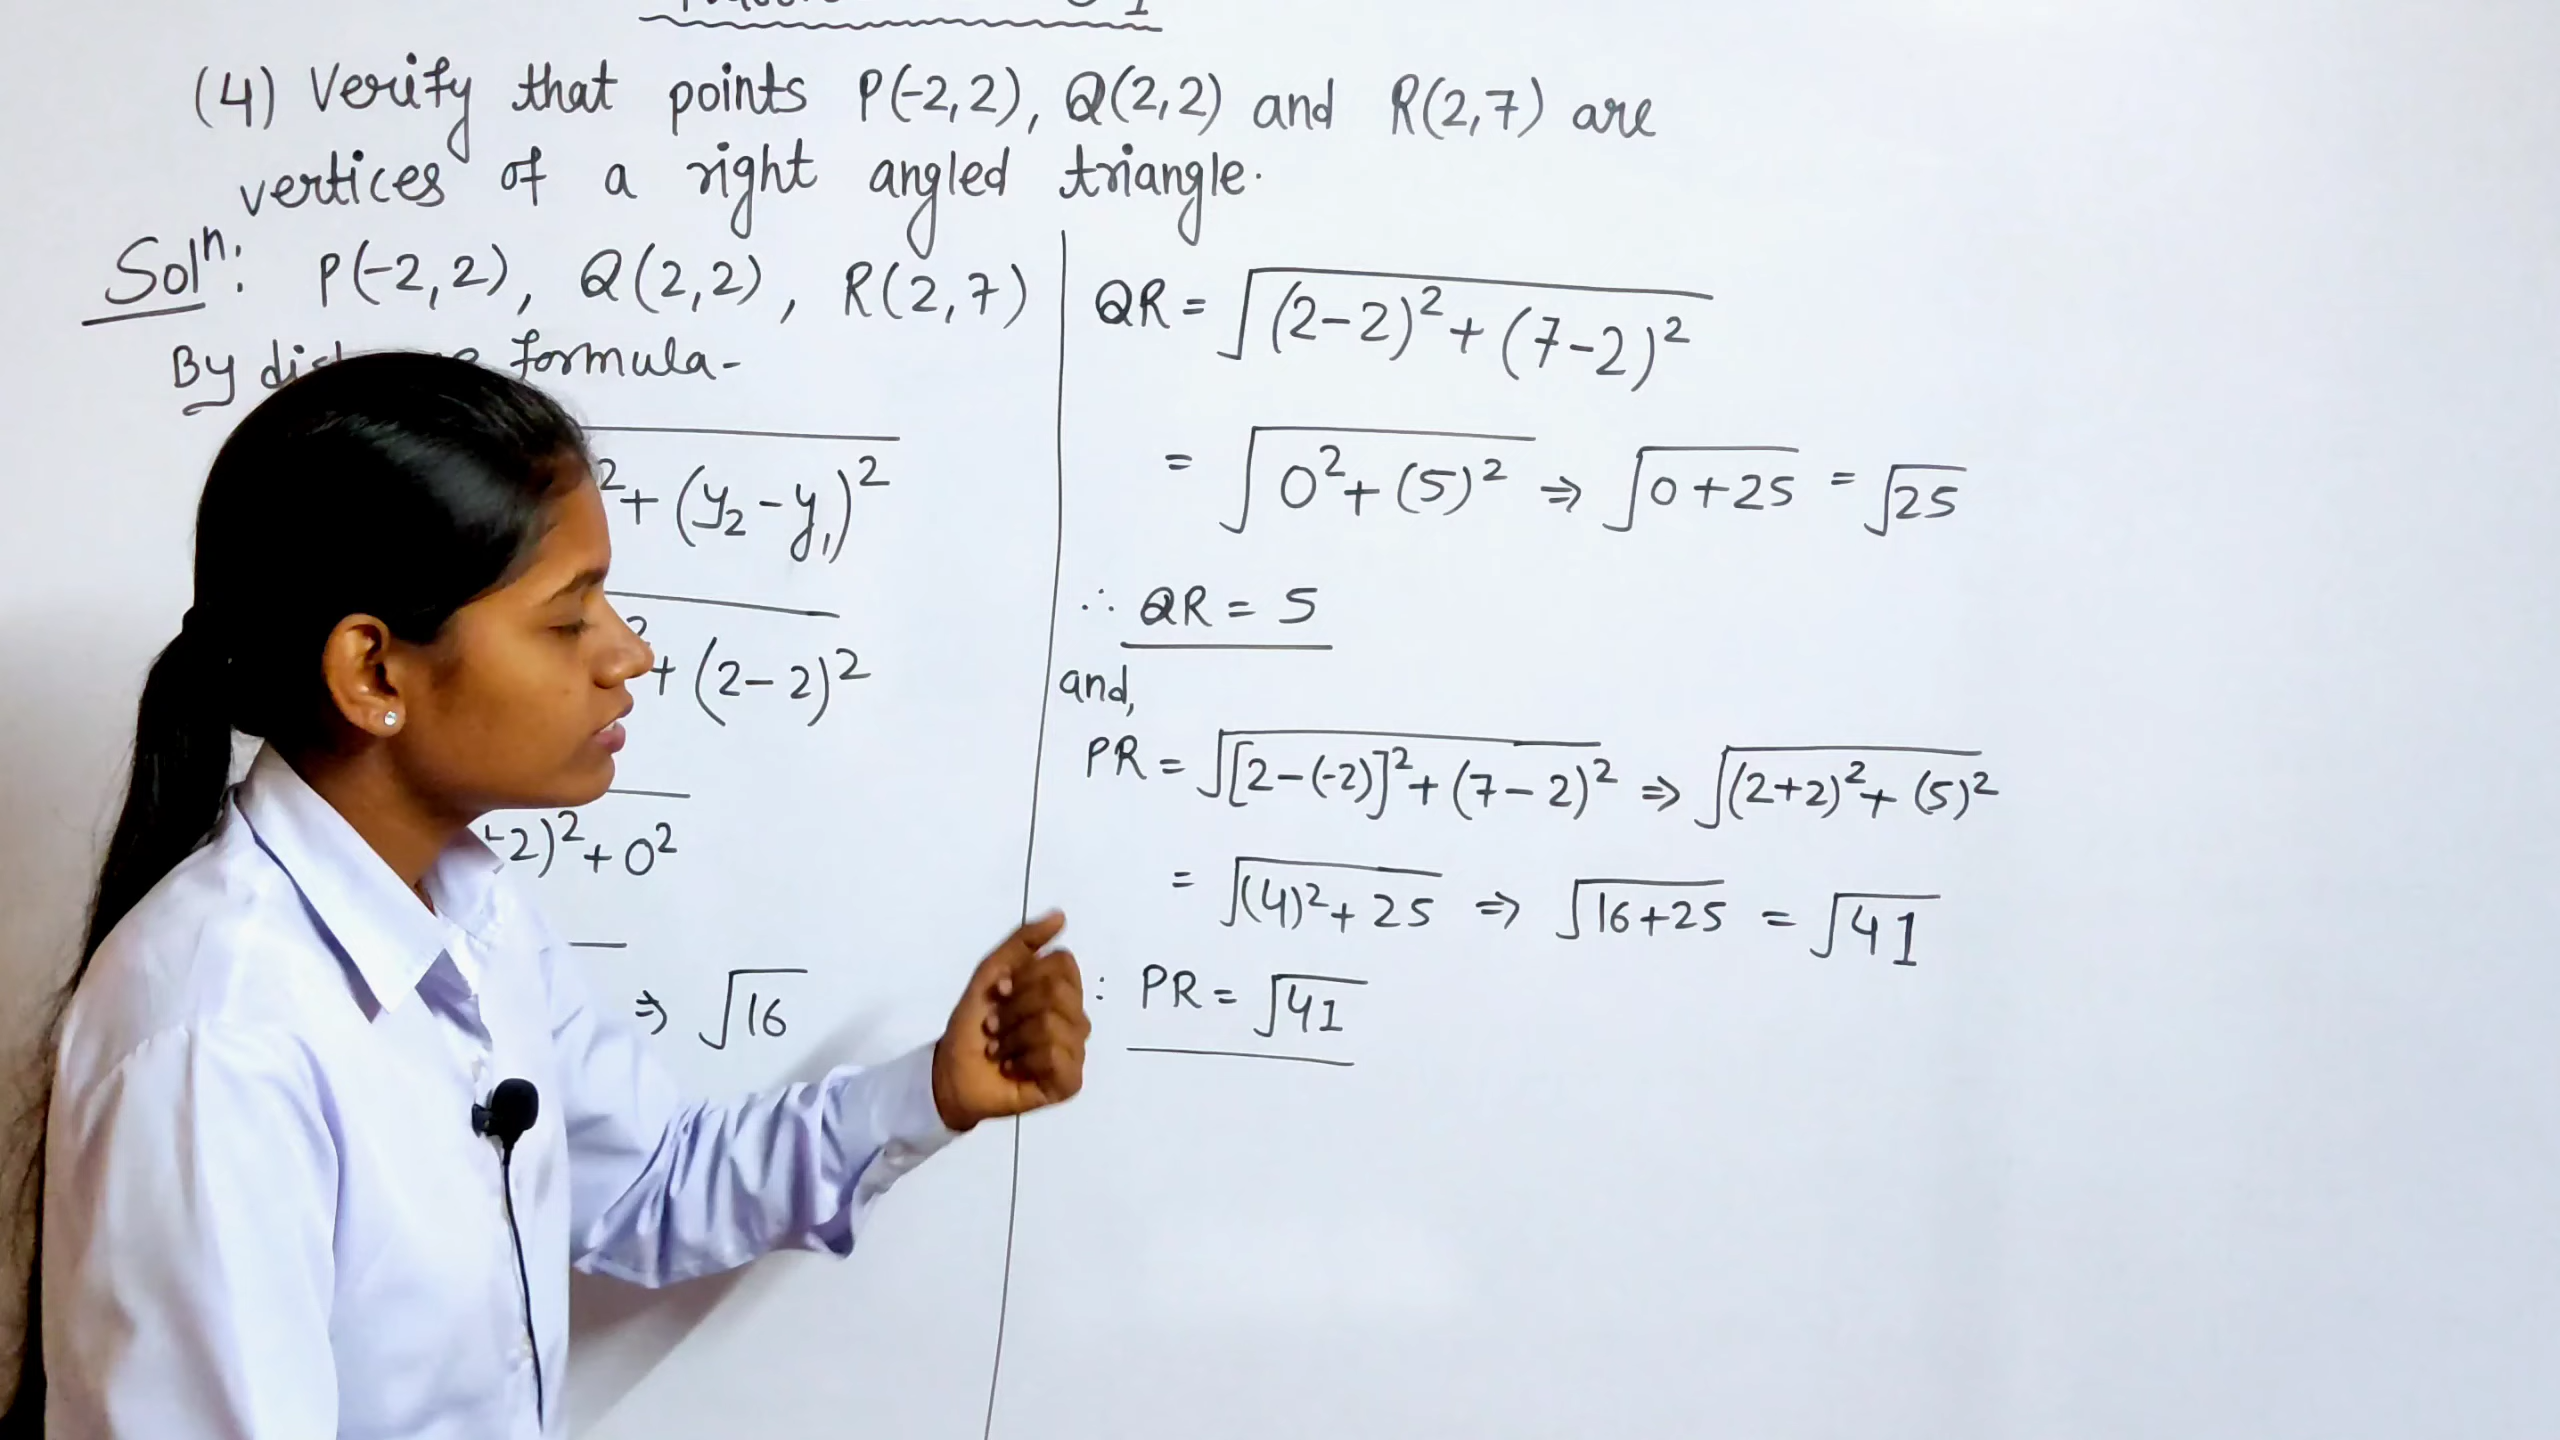 (4) Verify that points P(-2,2), Q(2,2) and R(2,7) are
vertices of a right angled triangle.
Solⁿ: P(-2,2), Q(2,2), R(2,7)
By formula-
² + (y₂ - y₁)²
² + (2-2)²
2)² + 0²
⇒ √16
QR = √(2-2)² + (7-2)²
= √0² + (5)² ⇒ √0+25 = √25
∴ QR = 5
and,
PR = √[2-(-2)]² + (7-2)² ⇒ √(2+2)² + (5)²
= √(4)² + 25 ⇒ √16+25 = √41
: PR = √41